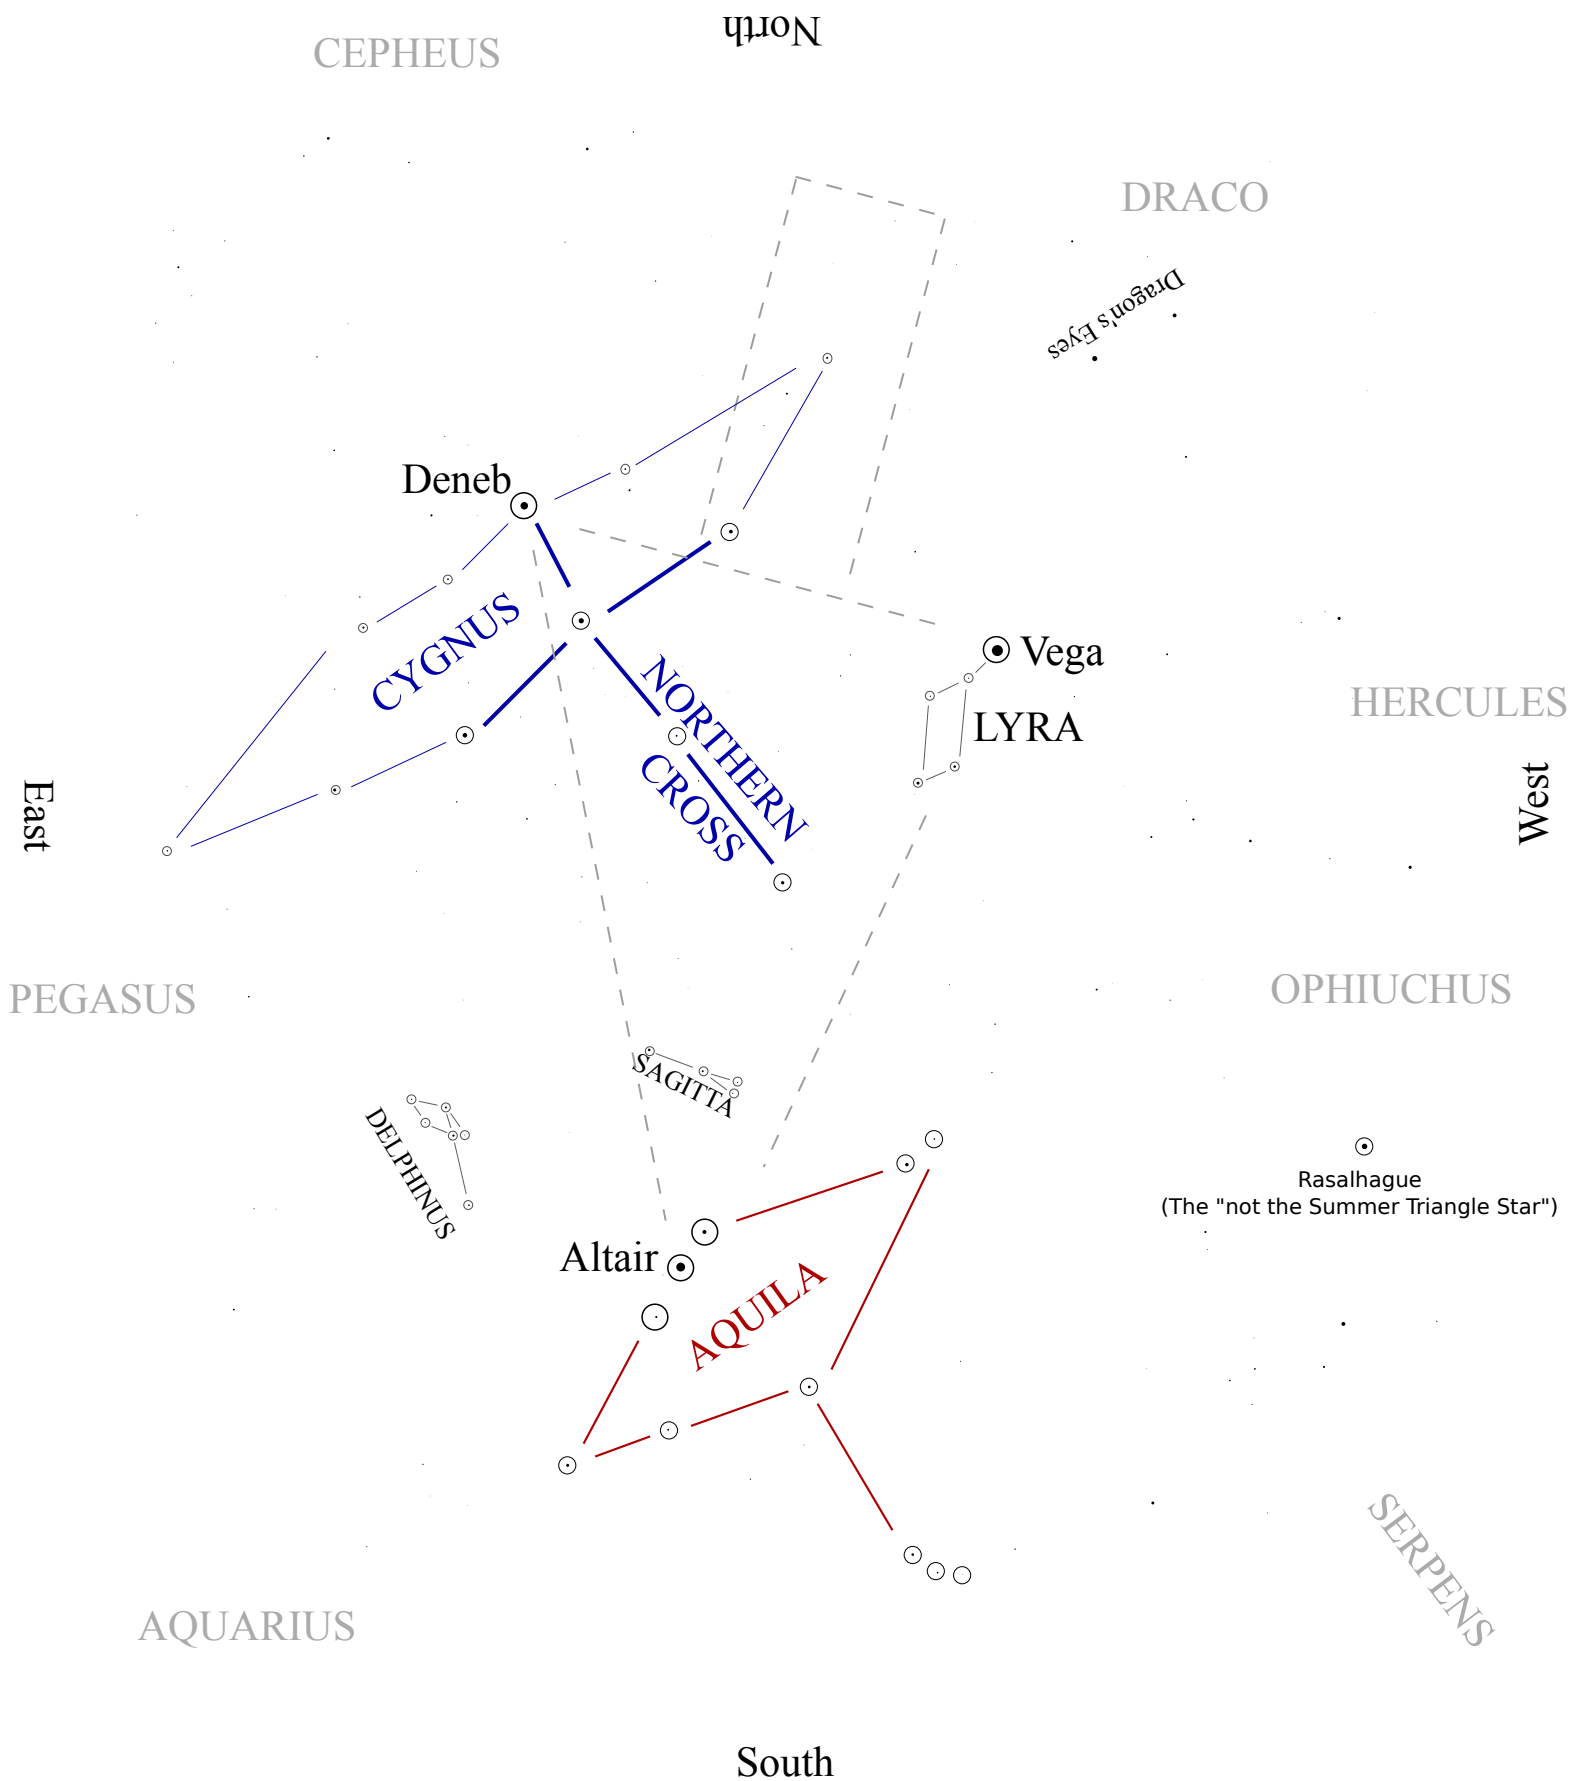 North
CEPHEUS
DRACO
Dragon's Eyes
Deneb
CYGNUS
NORTHERN
CROSS
Vega
LYRA
HERCULES
East
West
PEGASUS
OPHIUCHUS
SAGITTA
DELPHINUS
Rasalhague
(The "not the Summer Triangle Star")
Altair
AQUILA
SERPENS
AQUARIUS
South